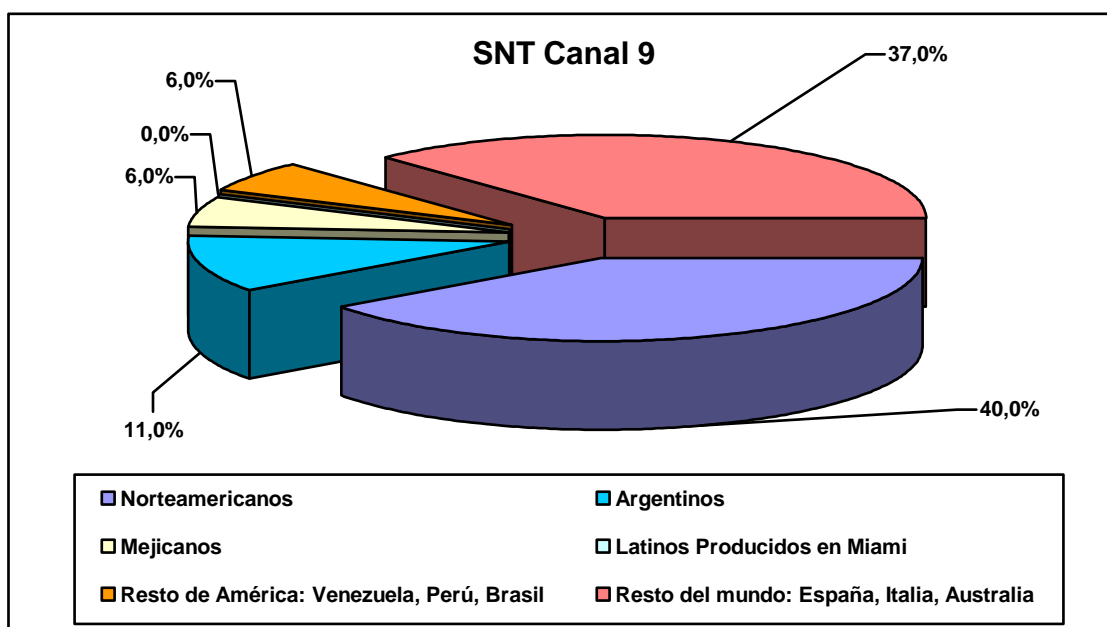 SNT Canal 9
37,0%
6,0%
0,0%
6,0%
11,0%
40,0%
Norteamericanos
Argentinos
Mejicanos
Latinos Producidos en Miami
Resto de América: Venezuela, Perú, Brasil
Resto del mundo: España, Italia, Australia